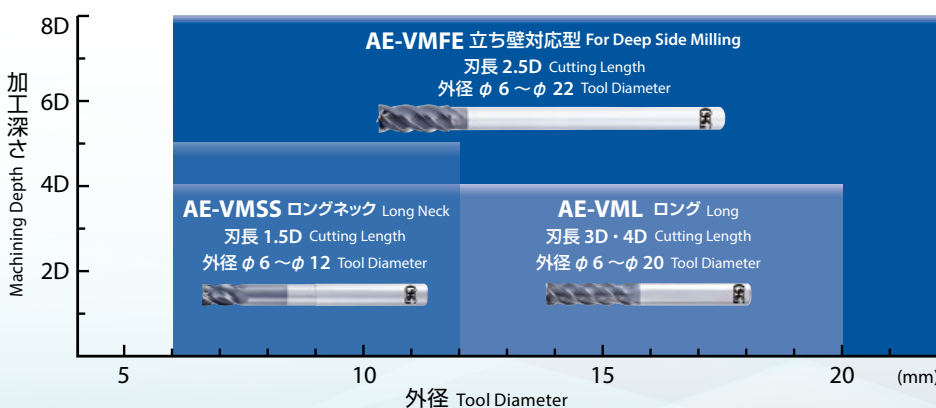 8D
6D
4D
2D
加工深さ
Machining Depth
AE-VMFE 立ち壁対応型 For Deep Side Milling
刃長 2.5D Cutting Length
外径 φ 6 ~ φ 22 Tool Diameter
OSG
AE-VMSS ロングネック Long Neck
刃長 1.5D Cutting Length
外径 φ 6 ~φ 12 Tool Diameter
OSG
AE-VML ロング Long
刃長 3D・4D Cutting Length
外径 φ 6 ~φ 20 Tool Diameter
OSG
5 10 15 20 (mm)
外径 Tool Diameter